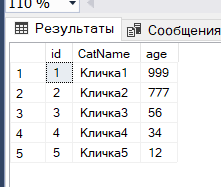 110 %
Результаты Сообщения
id CatName age
1 1 Кличка1 999
2 2 Кличка2 777
3 3 Кличка3 56
4 4 Кличка4 34
5 5 Кличка5 12